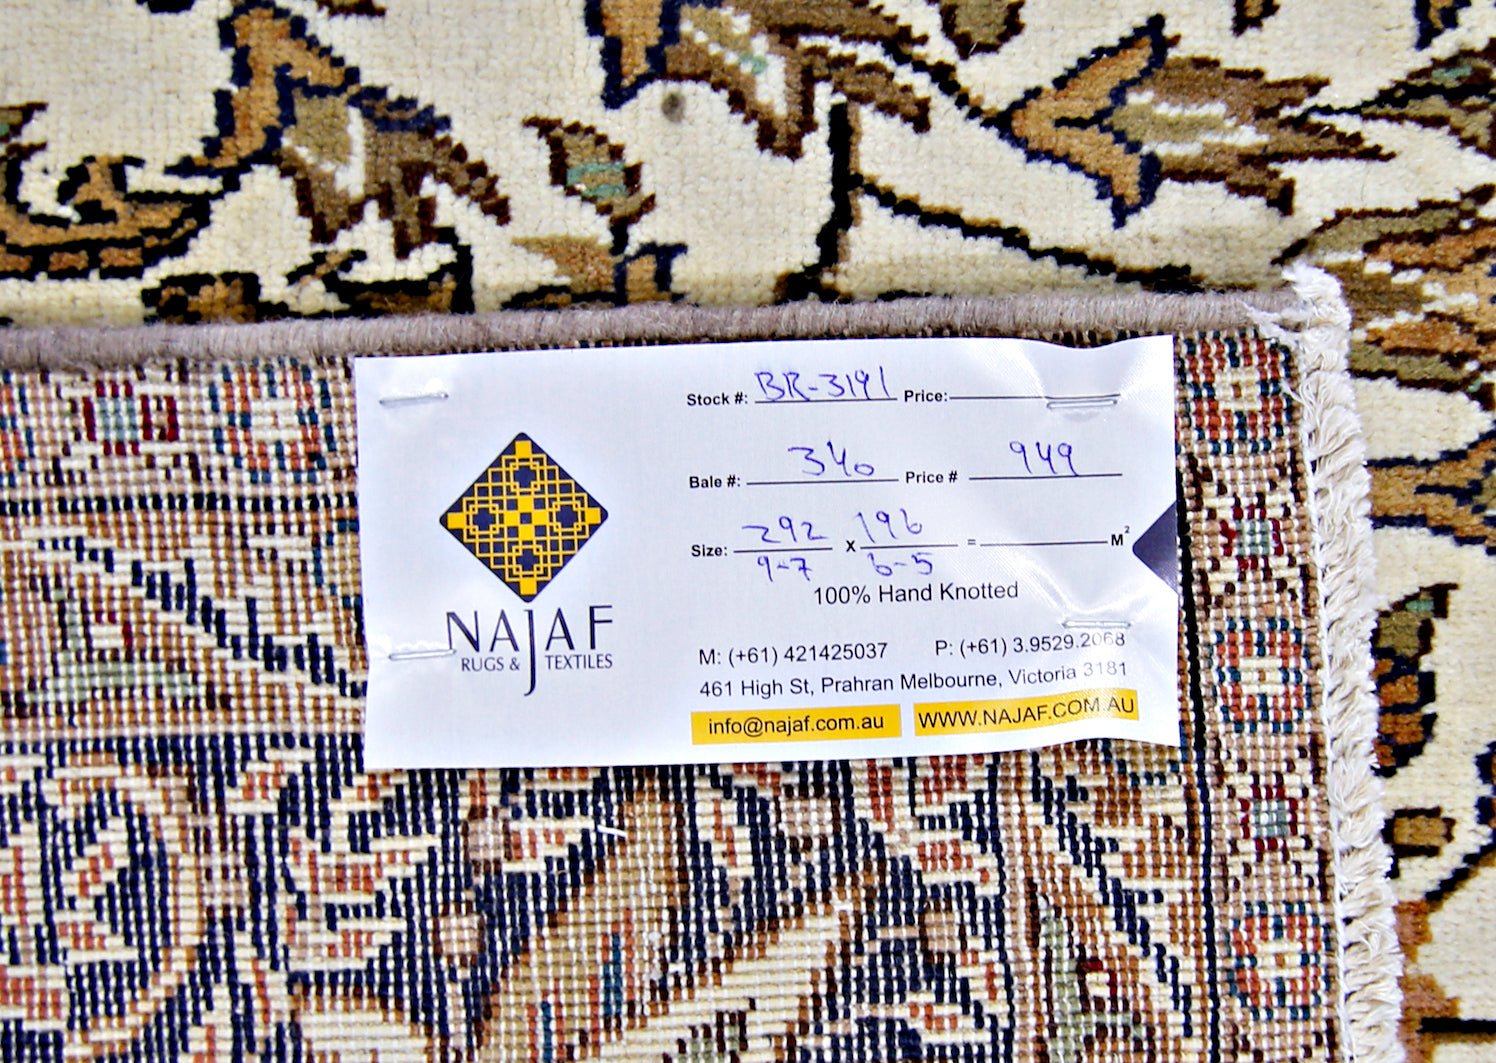 NAJAF
RUGS & TEXTILES
Stock #: BR-3191 Price:
Bale #: 340 Price # 949
Size: 292 x 196 = M²
9-7 6-5
100% Hand Knotted
M: (+61) 421425037 P: (+61) 3.9529.2068
461 High St, Prahran Melbourne, Victoria 3181
info@najaf.com.au WWW.NAJAF.COM.AU